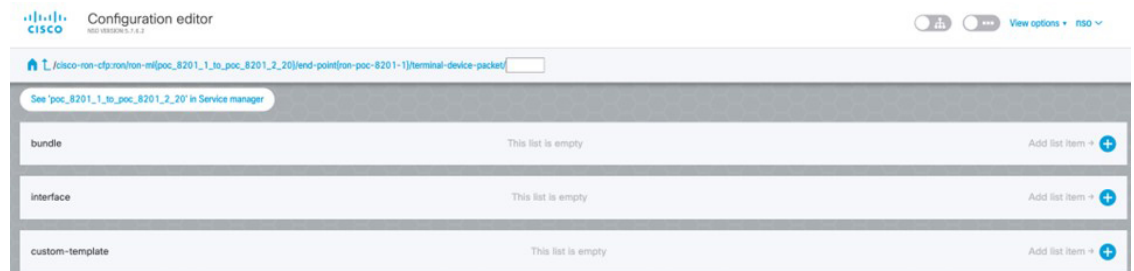 CISCO
Configuration editor
NSO VERSION 5.7.6.2
View options nso
/cisco-ron-cfp:ron/ron-ml{poc_8201_1_to_poc_8201_2_20}/end-point{ron-poc-8201-1}/terminal-device-packet/
See 'poc_8201_1_to_poc_8201_2_20' in Service manager
bundle This list is empty Add list item
interface This list is empty Add list item
custom-template This list is empty Add list item